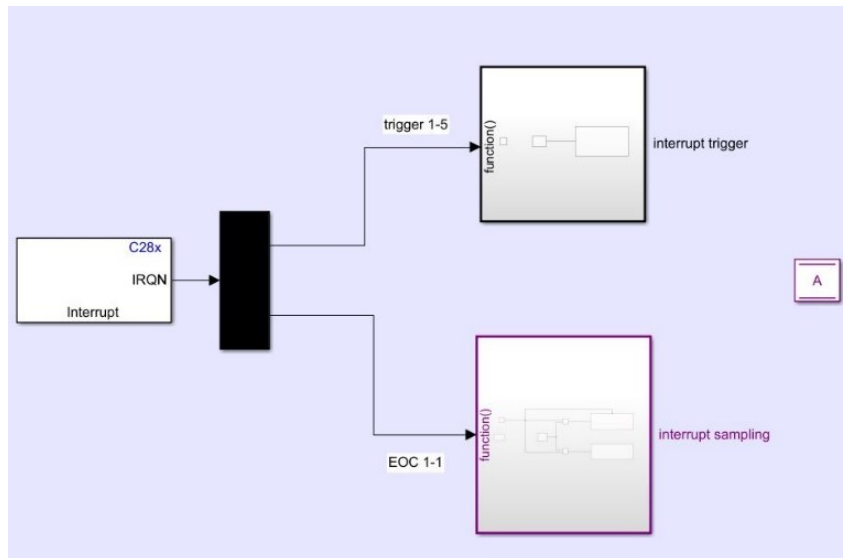 trigger 1-5
function()
interrupt trigger
C28x
IRQN
Interrupt
A
function()
interrupt sampling
EOC 1-1